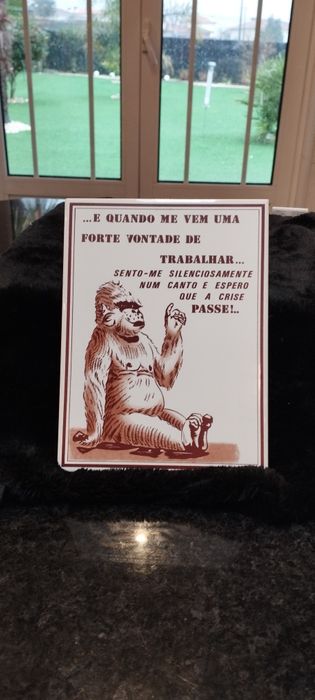 ...E QUANDO ME VEM UMA
FORTE VONTADE DE
TRABALHAR...
SENTO-ME SILENCIOSAMENTE
NUM CANTO E ESPERO
QUE A CRISE
PASSE!..